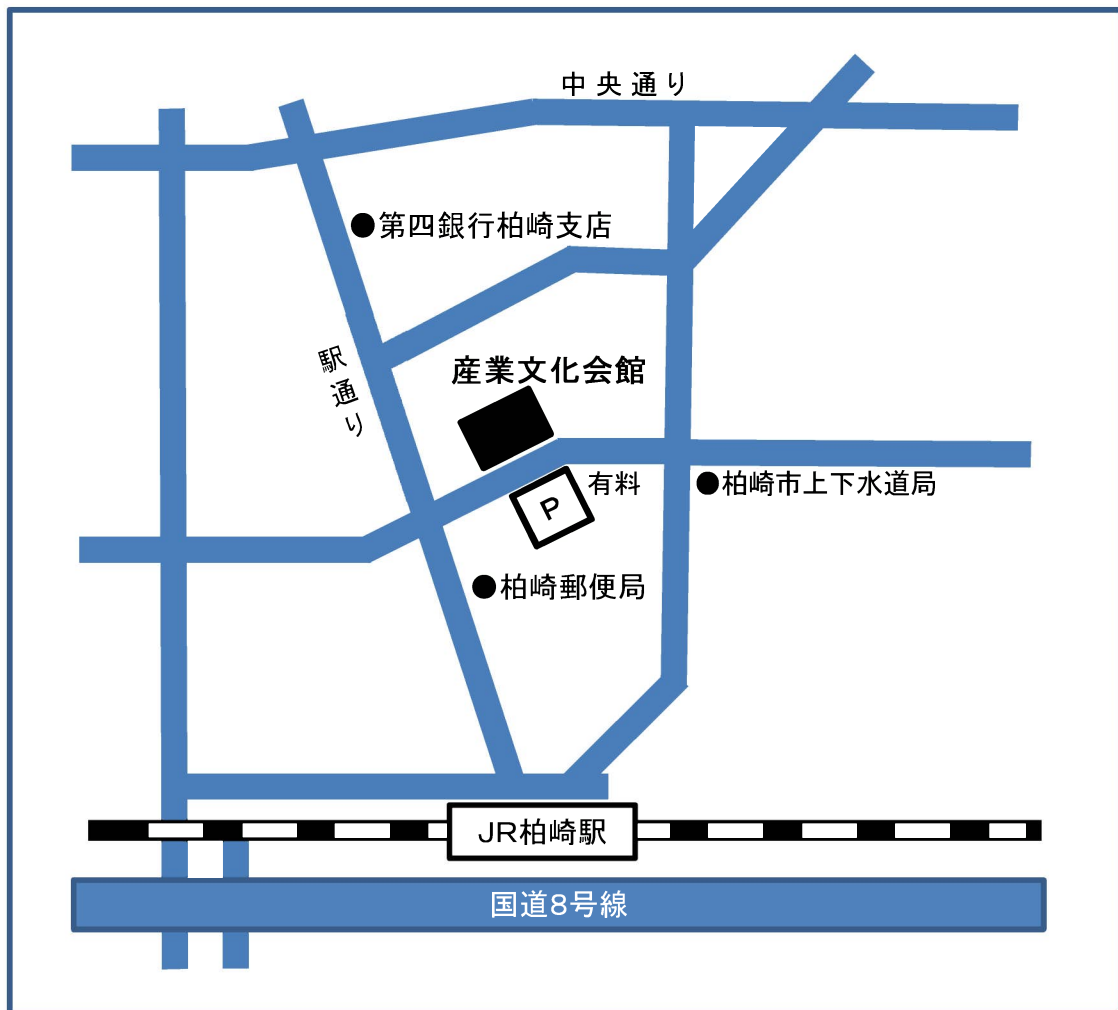 中央通り
●第四銀行柏崎支店
駅通り
産業文化会館
有料
P
●柏崎市上下水道局
●柏崎郵便局
JR柏崎駅
国道8号線